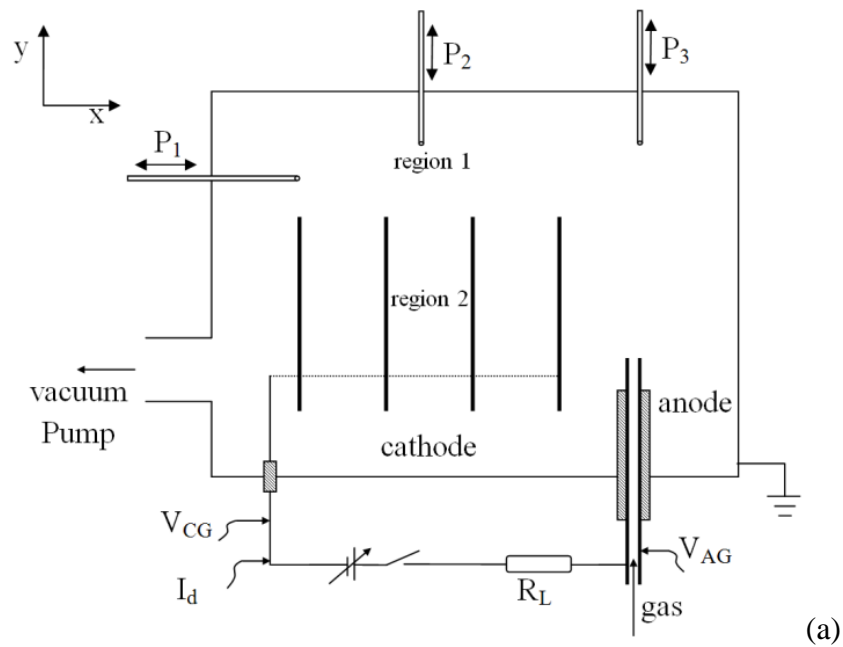 y
x
P1
P2
P3
region 1
region 2
vacuum
Pump
cathode
anode
VCG
Id
RL
VAG
gas
(a)